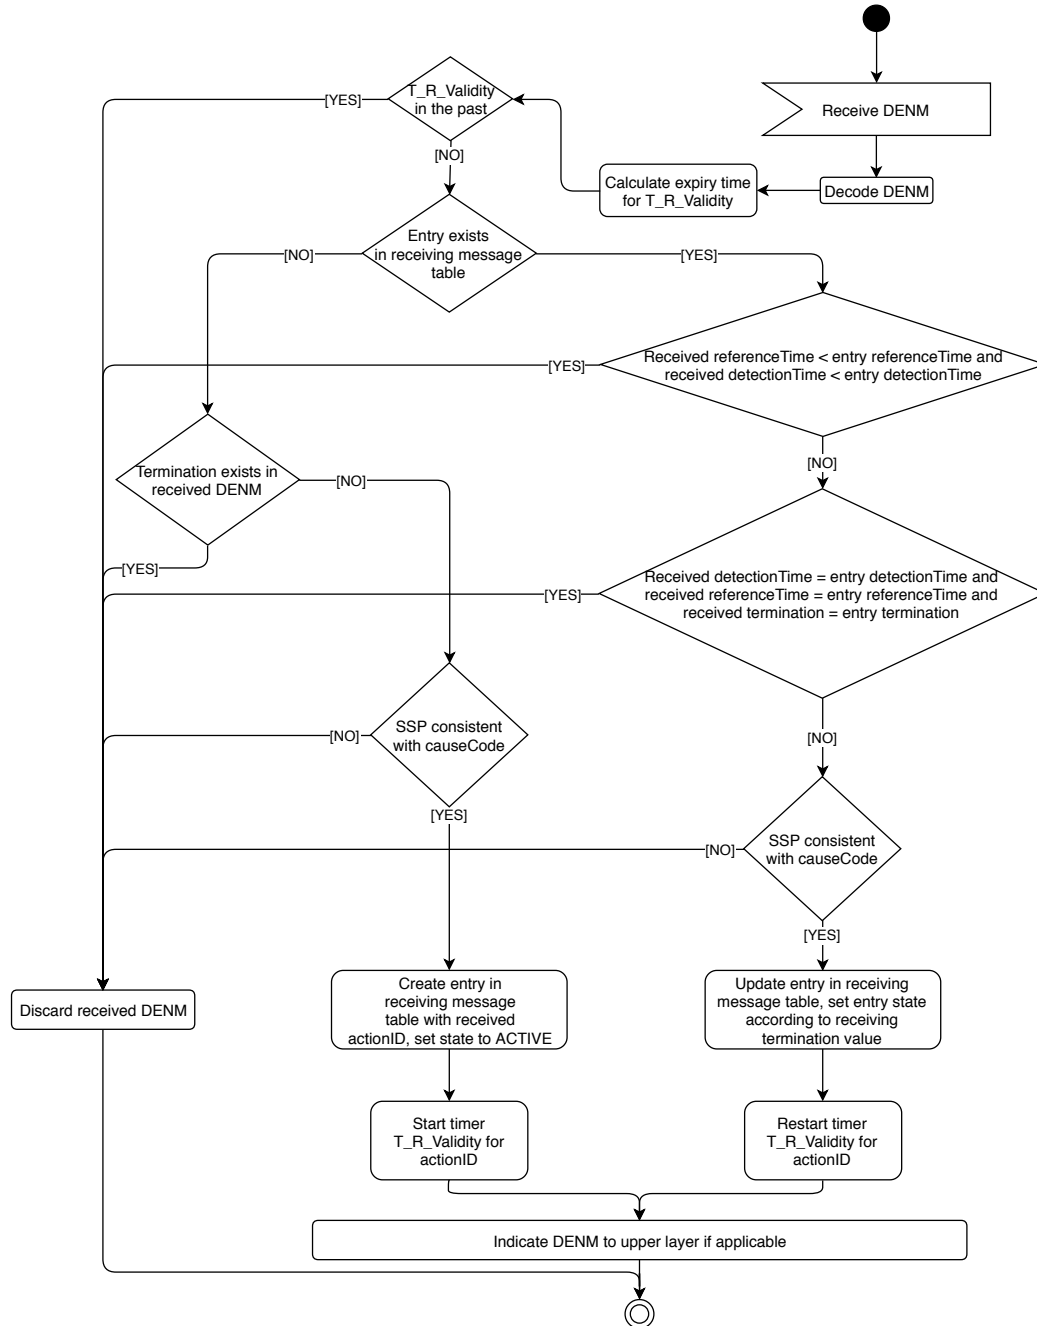 Receive DENM
Decode DENM
Calculate expiry time
for T_R_Validity
T_R_Validity
in the past
[YES]
[NO]
Entry exists
in receiving message
table
[NO]
[YES]
Received referenceTime < entry referenceTime and
received detectionTime < entry detectionTime
[YES]
[NO]
Termination exists in
received DENM
[NO]
[YES]
Received detectionTime = entry detectionTime and
received referenceTime = entry referenceTime and
received termination = entry termination
[YES]
[NO]
SSP consistent
with causeCode
[NO]
[YES]
SSP consistent
with causeCode
[NO]
[YES]
Discard received DENM
Create entry in
receiving message
table with received
actionID, set state to ACTIVE
Update entry in receiving
message table, set entry state
according to receiving
termination value
Start timer
T_R_Validity for
actionID
Restart timer
T_R_Validity for
actionID
Indicate DENM to upper layer if applicable